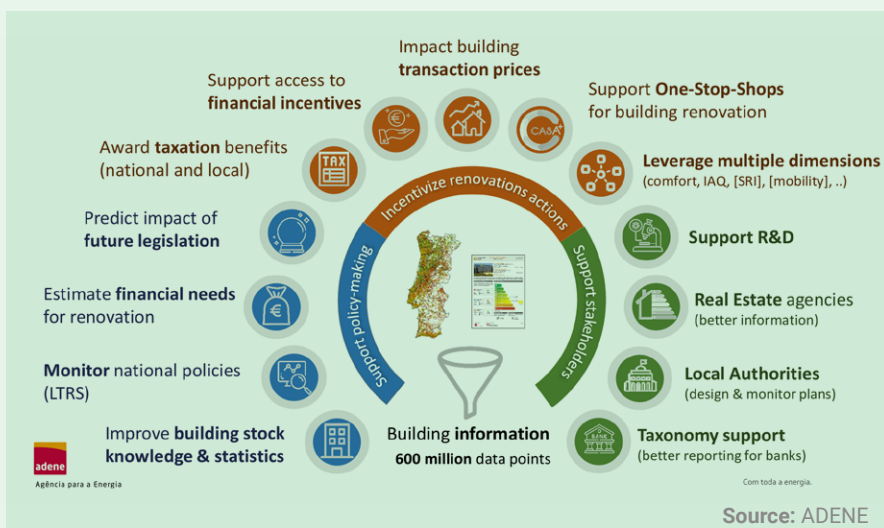 Impact building
transaction prices
Support access to
financial incentives
Support One-Stop-Shops
for building renovation
Award taxation benefits
(national and local)
TAX
CASA+
Leverage multiple dimensions
(comfort, IAQ, [SRI], [mobility], ..)
Predict impact of
future legislation
Incentivize renovations actions
Support R&D
Estimate financial needs
for renovation
Support policy-making
Support stakeholders
Real Estate agencies
(better information)
Monitor national policies
(LTRS)
Local Authorities
(design & monitor plans)
Improve building stock
knowledge & statistics
Building information
600 million data points
BANK
Taxonomy support
(better reporting for banks)
adene
Agência para a Energia
Com toda a energia.
Source: ADENE